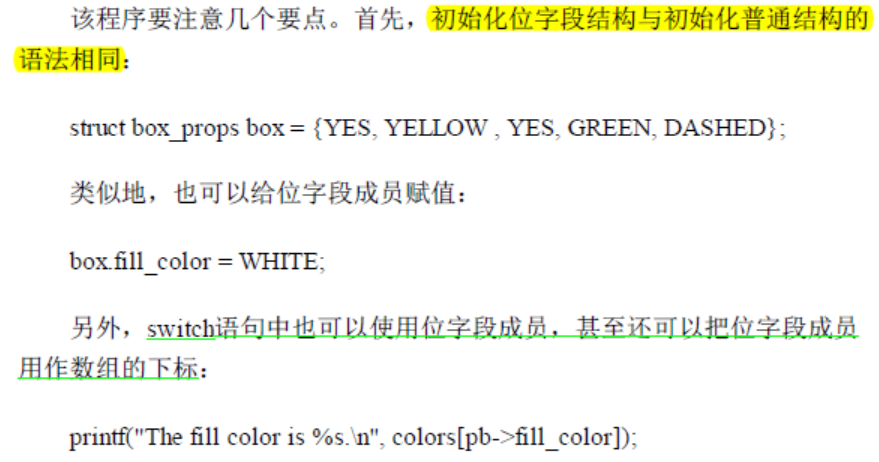 该程序要注意几个要点。首先，初始化位字段结构与初始化普通结构的
语法相同：
struct box_props box = {YES, YELLOW , YES, GREEN, DASHED};
类似地，也可以给位字段成员赋值：
box.fill_color = WHITE;
另外，switch语句中也可以使用位字段成员，甚至还可以把位字段成员
用作数组的下标：
printf("The fill color is %s.\n", colors[pb->fill_color]);